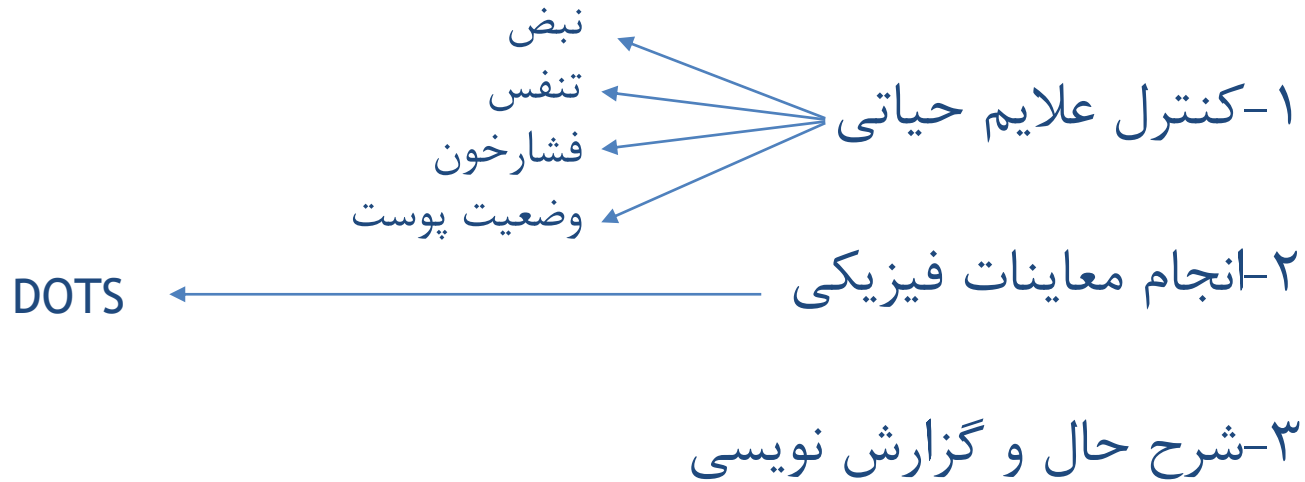 ۱-کنترل علایم حیاتی
نبض
تنفس
فشارخون
وضعیت پوست
۲-انجام معاینات فیزیکی
DOTS
۳-شرح حال و گزارش نویسی